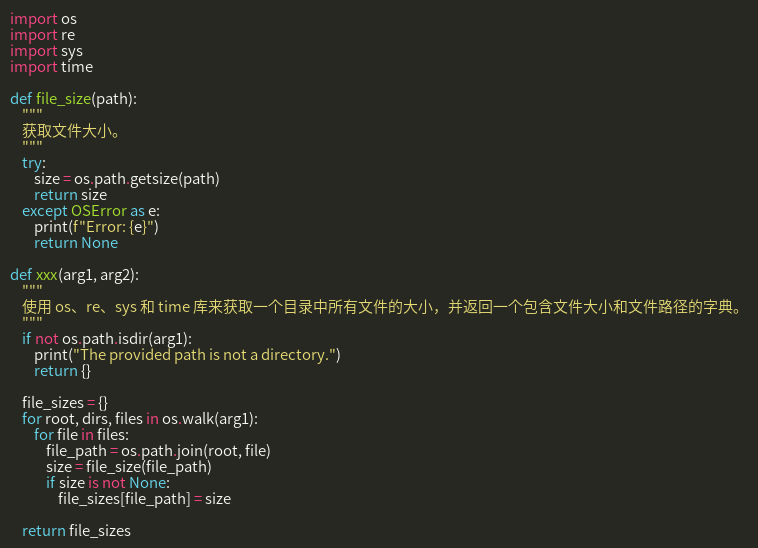 import os
import re
import sys
import time
def file_size(path):
"""
获取文件大小。
"""
try:
size = os.path.getsize(path)
return size
except OSError as e:
print(f"Error: {e}")
return None
def xxx(arg1, arg2):
"""
使用 os、re、sys 和 time 库来获取一个目录中所有文件的大小，并返回一个包含文件大小和文件路径的字典。
"""
if not os.path.isdir(arg1):
print("The provided path is not a directory.")
return {}
file_sizes = {}
for root, dirs, files in os.walk(arg1):
for file in files:
file_path = os.path.join(root, file)
size = file_size(file_path)
if size is not None:
file_sizes[file_path] = size
return file_sizes